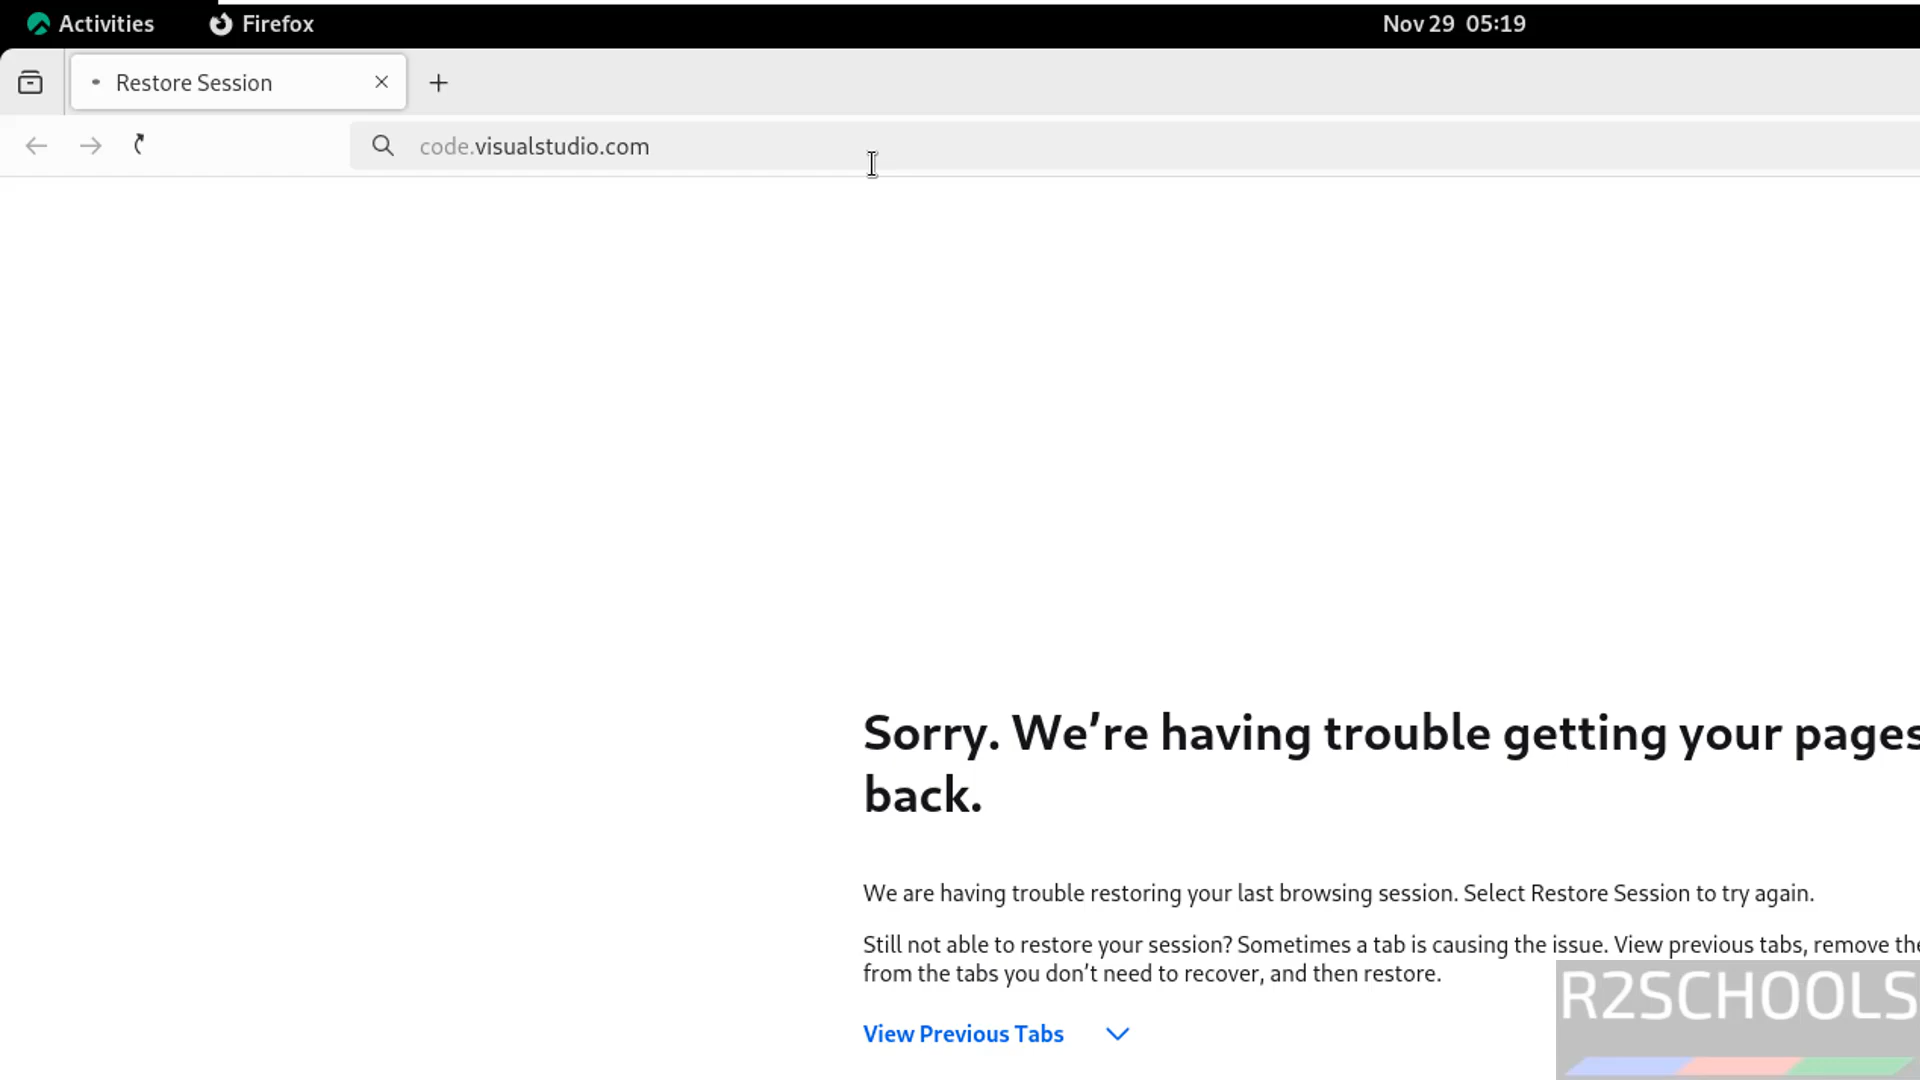 Activities
Firefox
Nov 29 05:19
Restore Session
code.visualstudio.com
Sorry. We're having trouble getting your pages
back.
We are having trouble restoring your last browsing session. Select Restore Session to try again.
Still not able to restore your session? Sometimes a tab is causing the issue. View previous tabs, remove the
from the tabs you don't need to recover, and then restore.
View Previous Tabs
R2SCHOOLS